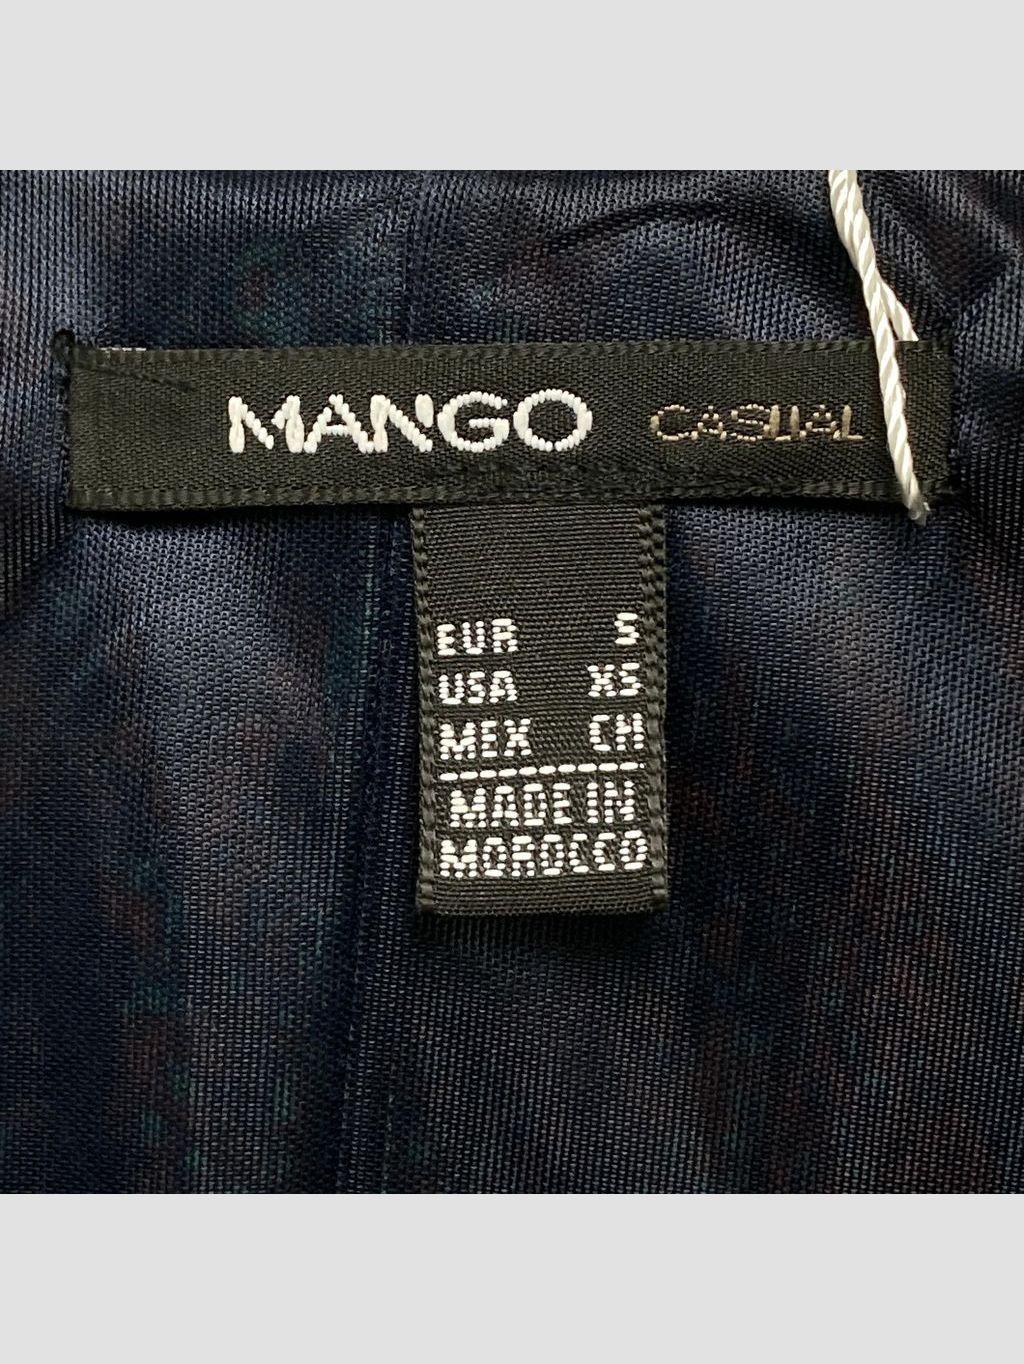 MANGO CASUAL
EUR S
USA XS
MEX CH
MADE IN
MOROCCO